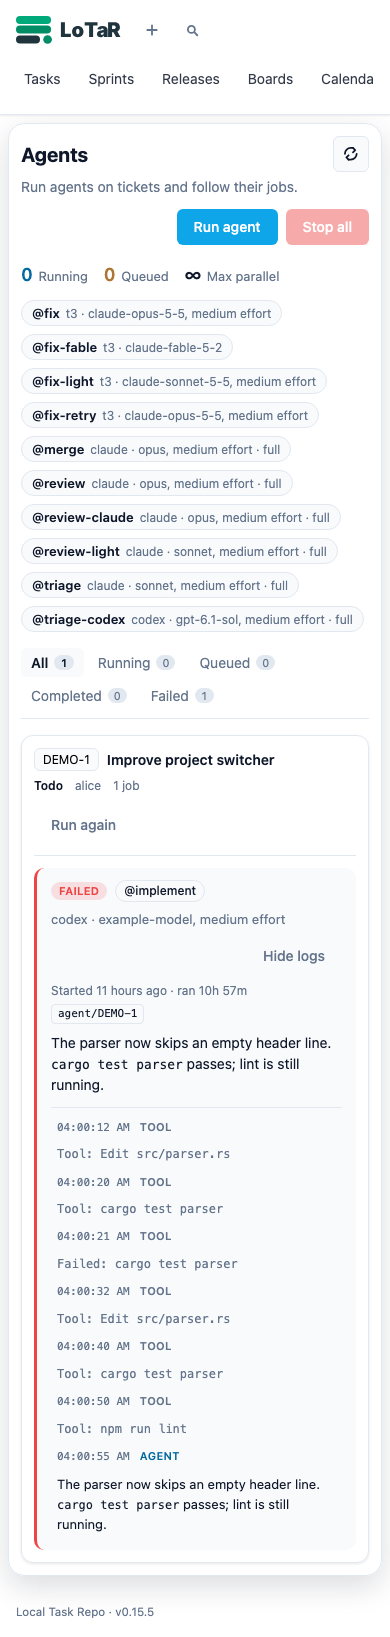 LoTaR
Tasks Sprints Releases Boards Calenda
Agents
Run agents on tickets and follow their jobs.
Run agent Stop all
0 Running 0 Queued ∞ Max parallel
@fix t3 · claude-opus-5-5, medium effort
@fix-fable t3 · claude-fable-5-2
@fix-light t3 · claude-sonnet-5-5, medium effort
@fix-retry t3 · claude-opus-5-5, medium effort
@merge claude · opus, medium effort · full
@review claude · opus, medium effort · full
@review-claude claude · opus, medium effort · full
@review-light claude · sonnet, medium effort · full
@triage claude · sonnet, medium effort · full
@triage-codex codex · gpt-6.1-sol, medium effort · full
All 1 Running 0 Queued 0
Completed 0 Failed 1
DEMO-1 Improve project switcher
Todo alice 1 job
Run again
FAILED @implement
codex · example-model, medium effort
Hide logs
Started 11 hours ago · ran 10h 57m
agent/DEMO-1
The parser now skips an empty header line.
cargo test parser passes; lint is still
running.
04:00:12 AM TOOL
Tool: Edit src/parser.rs
04:00:20 AM TOOL
Tool: cargo test parser
04:00:21 AM TOOL
Failed: cargo test parser
04:00:32 AM TOOL
Tool: Edit src/parser.rs
04:00:40 AM TOOL
Tool: cargo test parser
04:00:50 AM TOOL
Tool: npm run lint
04:00:55 AM AGENT
The parser now skips an empty header line.
cargo test parser passes; lint is still
running.
Local Task Repo · v0.15.5